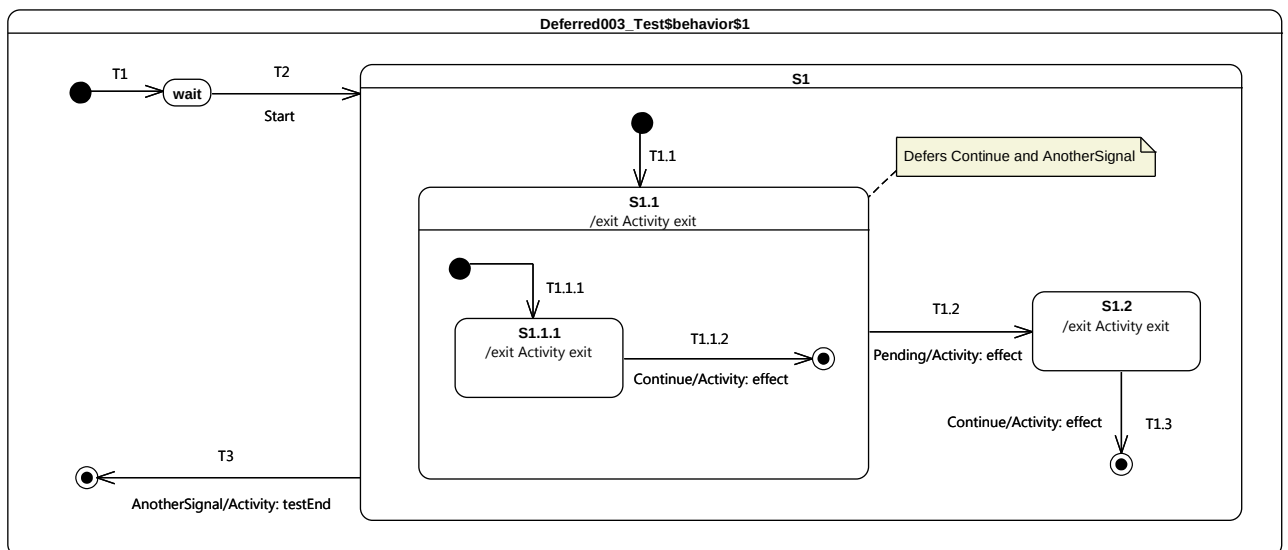 Deferred003_Test$behavior$1
T1
wait
T2
Start
S1
T1.1
Defers Continue and AnotherSignal
S1.1
/exit Activity exit
T1.1.1
S1.1.1
/exit Activity exit
T1.1.2
Continue/Activity: effect
T1.2
Pending/Activity: effect
S1.2
/exit Activity exit
Continue/Activity: effect
T1.3
T3
AnotherSignal/Activity: testEnd